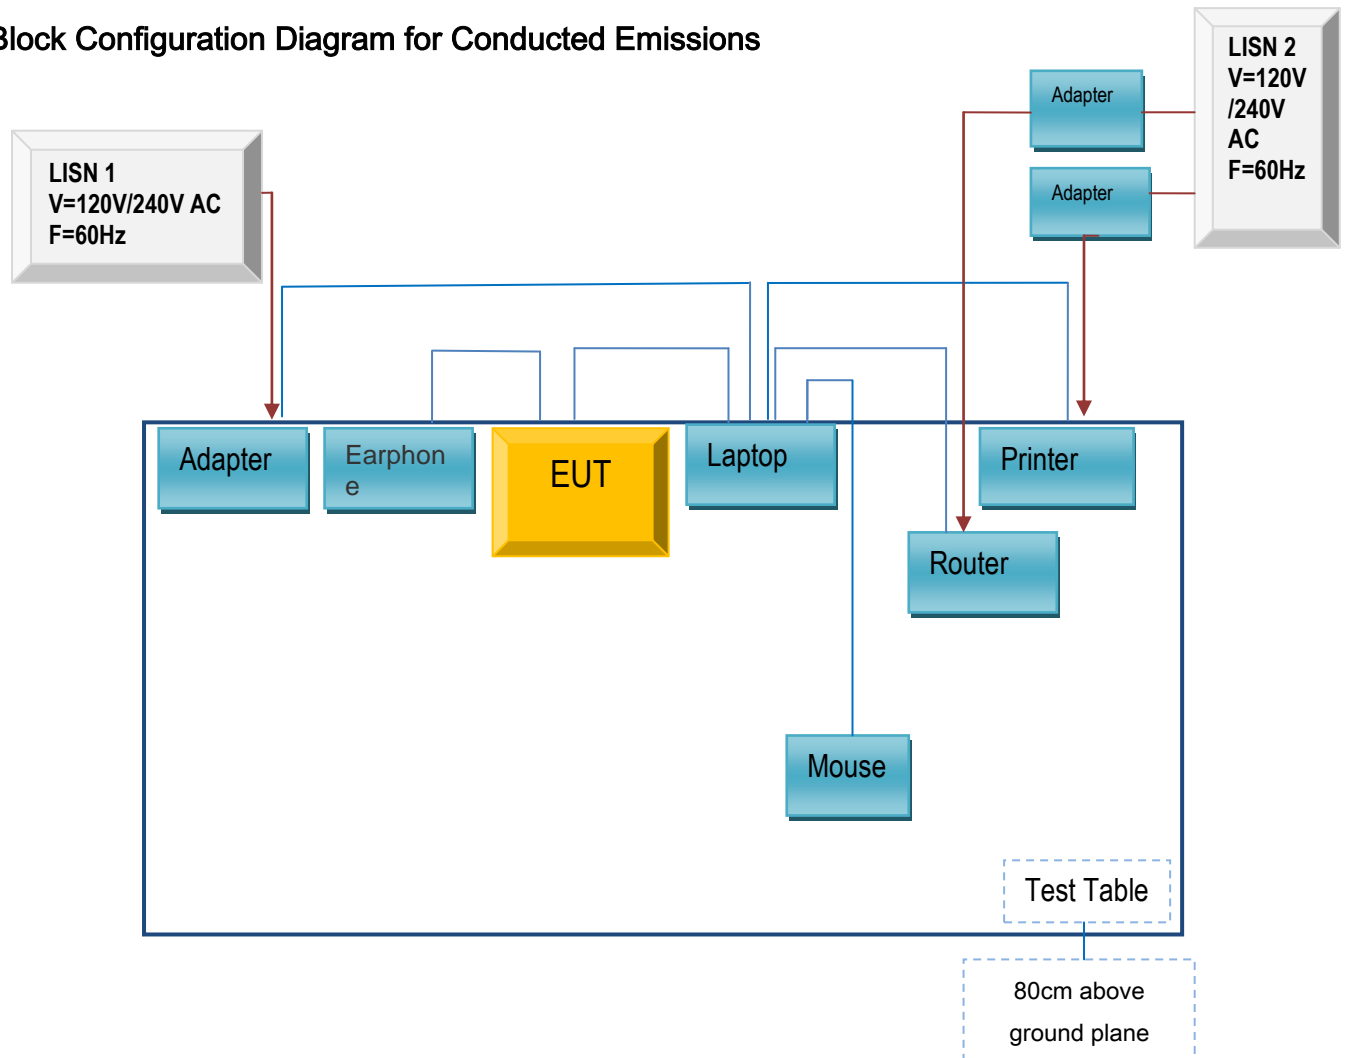 Block Configuration Diagram for Conducted Emissions
LISN 1
V=120V/240V AC
F=60Hz
LISN 2
V=120V
/240V
AC
F=60Hz
Adapter
Adapter
Adapter
Earphon
e
EUT
Laptop
Printer
Router
Mouse
Test Table
80cm above
ground plane